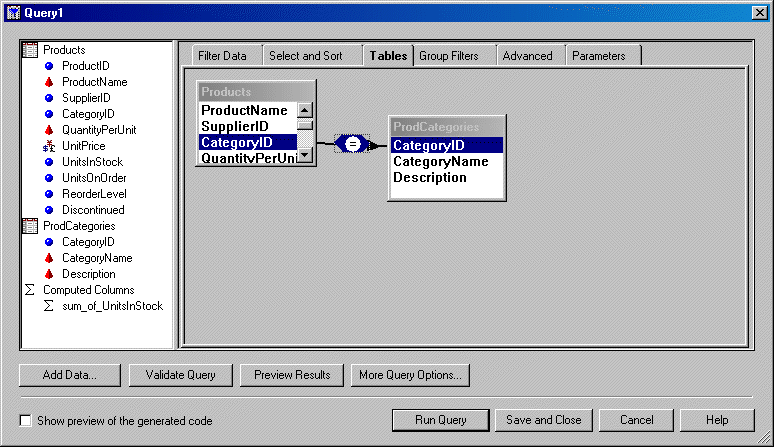 Query1
Products
ProductID
ProductName
SupplierID
CategoryID
QuantityPerUnit
UnitPrice
UnitsInStock
UnitsOnOrder
ReorderLevel
Discontinued
ProdCategories
CategoryID
CategoryName
Description
Σ Computed Columns
Σ sum_of_UnitsInStock
Filter Data Select and Sort Tables Group Filters Advanced Parameters
Products
ProductName
SupplierID
CategoryID
QuantityPerUni
=
ProdCategories
CategoryID
CategoryName
Description
Add Data... Validate Query Preview Results More Query Options...
Show preview of the generated code
Run Query Save and Close Cancel Help